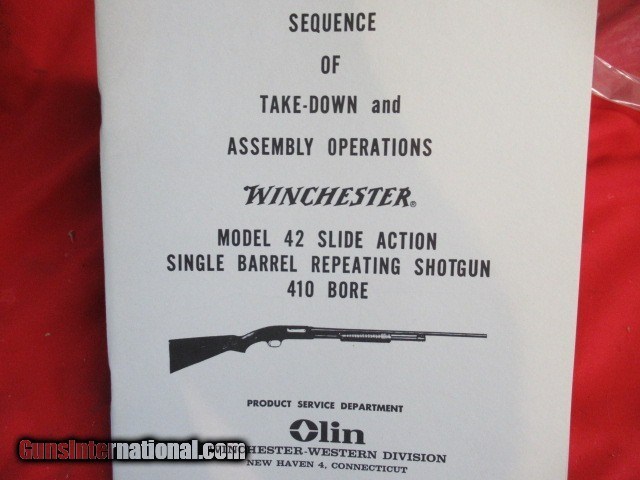 SEQUENCE
OF
TAKE-DOWN and
ASSEMBLY OPERATIONS
WINCHESTER®
MODEL 42 SLIDE ACTION
SINGLE BARREL REPEATING SHOTGUN
410 BORE
PRODUCT SERVICE DEPARTMENT
Olin
WINCHESTER-WESTERN DIVISION
NEW HAVEN 4, CONNECTICUT
GunsInternational.com